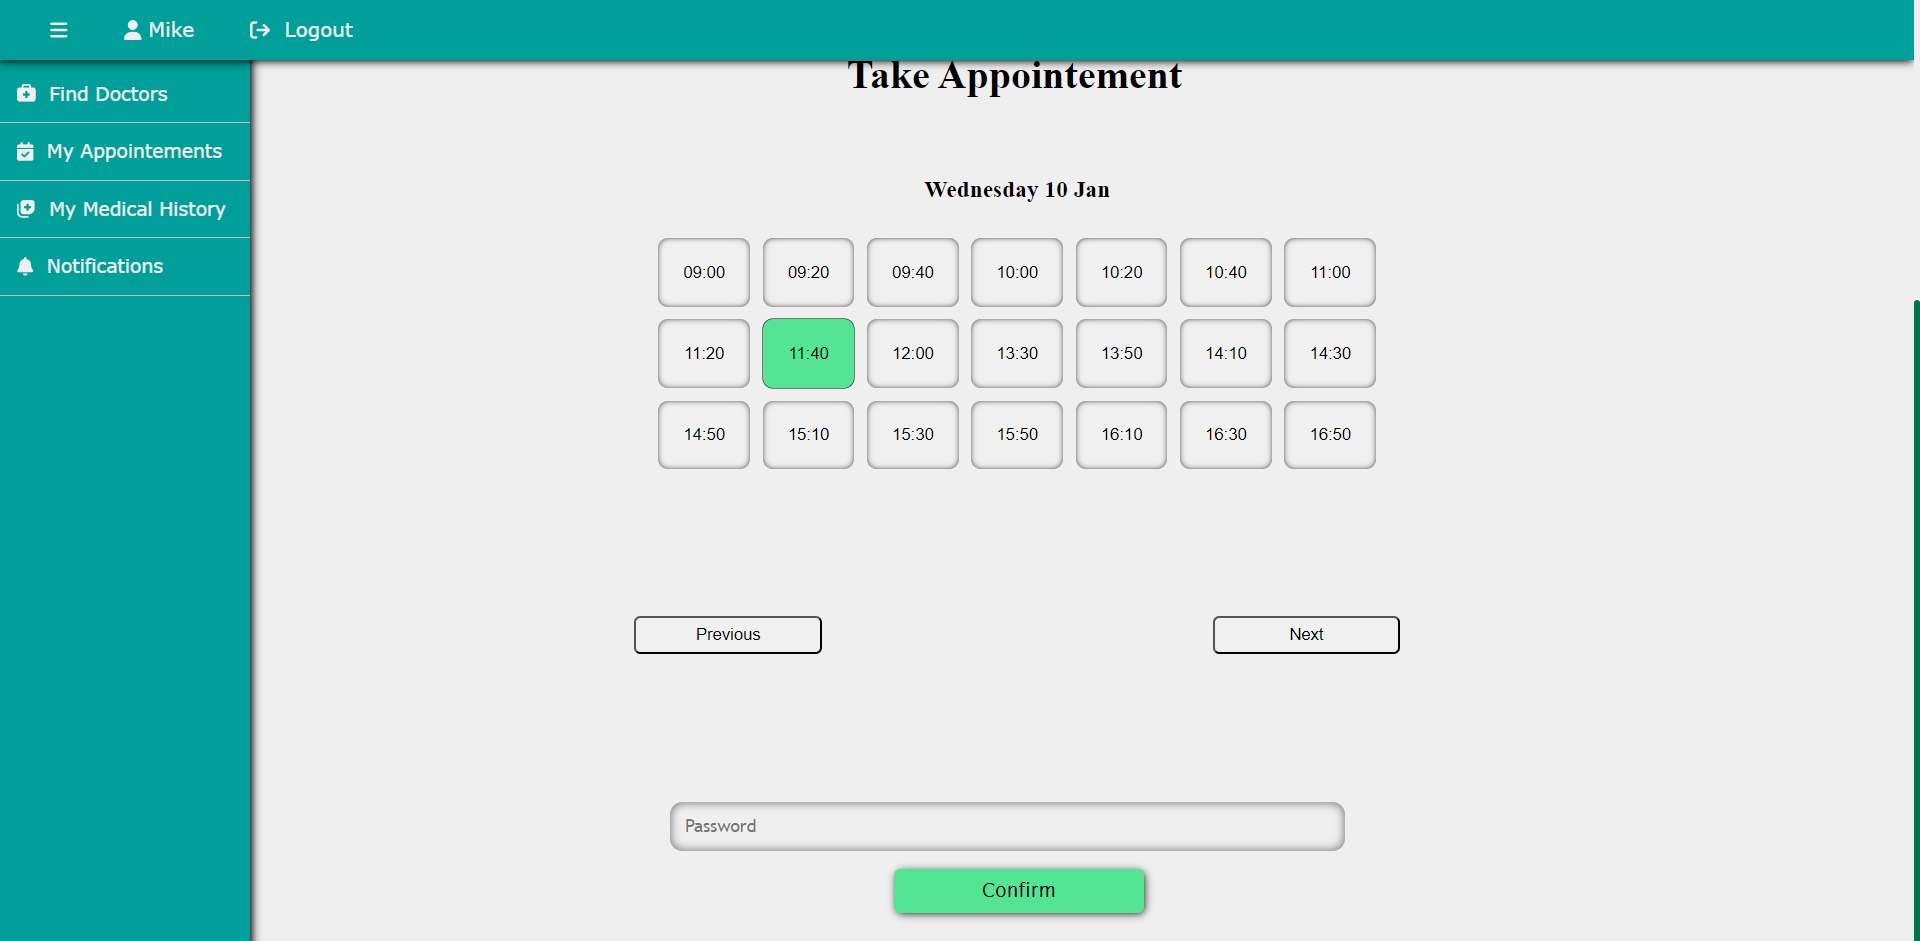 Mike Logout
Find Doctors
My Appointements
My Medical History
Notifications
Take Appointement
Wednesday 10 Jan
09:00 09:20 09:40 10:00 10:20 10:40 11:00
11:20 11:40 12:00 13:30 13:50 14:10 14:30
14:50 15:10 15:30 15:50 16:10 16:30 16:50
Previous Next
Password
Confirm